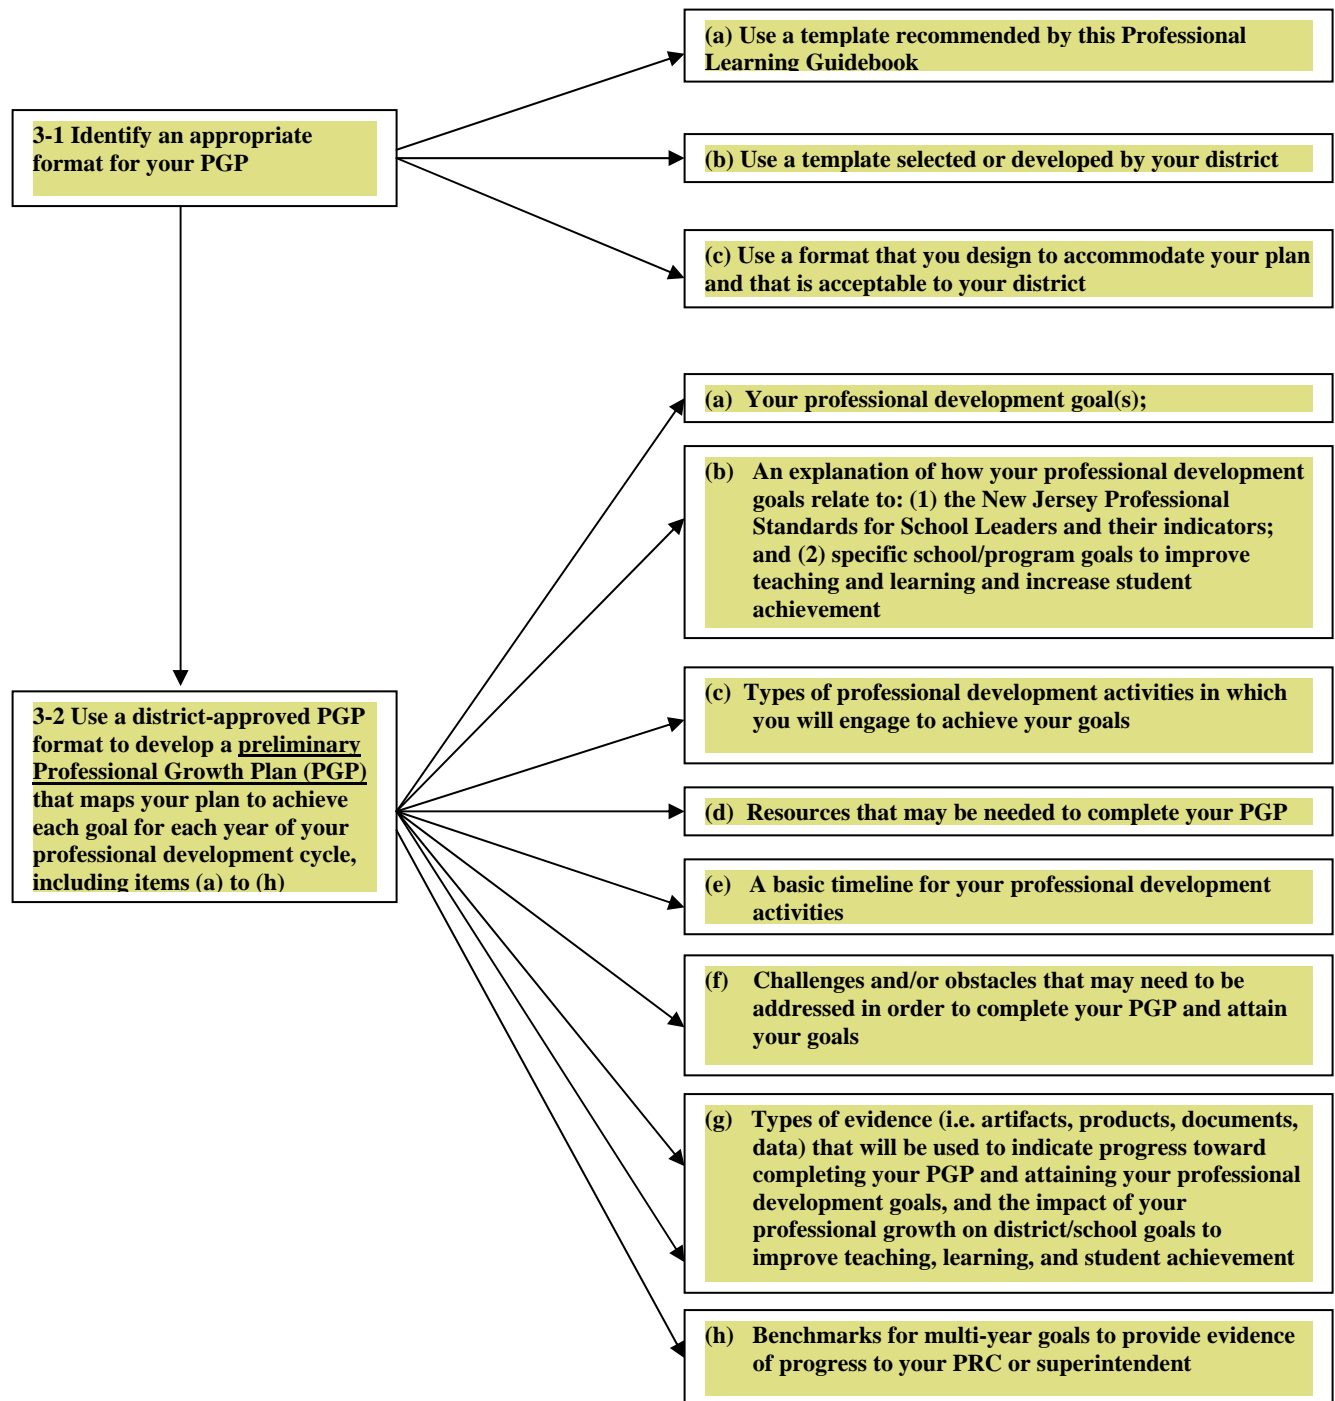 (a) Use a template recommended by this Professional
Learning Guidebook
3-1 Identify an appropriate
format for your PGP
(b) Use a template selected or developed by your district
(c) Use a format that you design to accommodate your plan
and that is acceptable to your district
(a) Your professional development goal(s);
(b) An explanation of how your professional development
goals relate to: (1) the New Jersey Professional
Standards for School Leaders and their indicators;
and (2) specific school/program goals to improve
teaching and learning and increase student
achievement
3-2 Use a district-approved PGP
format to develop a preliminary
Professional Growth Plan (PGP)
that maps your plan to achieve
each goal for each year of your
professional development cycle,
including items (a) to (h)
(c) Types of professional development activities in which
you will engage to achieve your goals
(d) Resources that may be needed to complete your PGP
(e) A basic timeline for your professional development
activities
(f) Challenges and/or obstacles that may need to be
addressed in order to complete your PGP and attain
your goals
(g) Types of evidence (i.e. artifacts, products, documents,
data) that will be used to indicate progress toward
completing your PGP and attaining your professional
development goals, and the impact of your
professional growth on district/school goals to
improve teaching, learning, and student achievement
(h) Benchmarks for multi-year goals to provide evidence
of progress to your PRC or superintendent